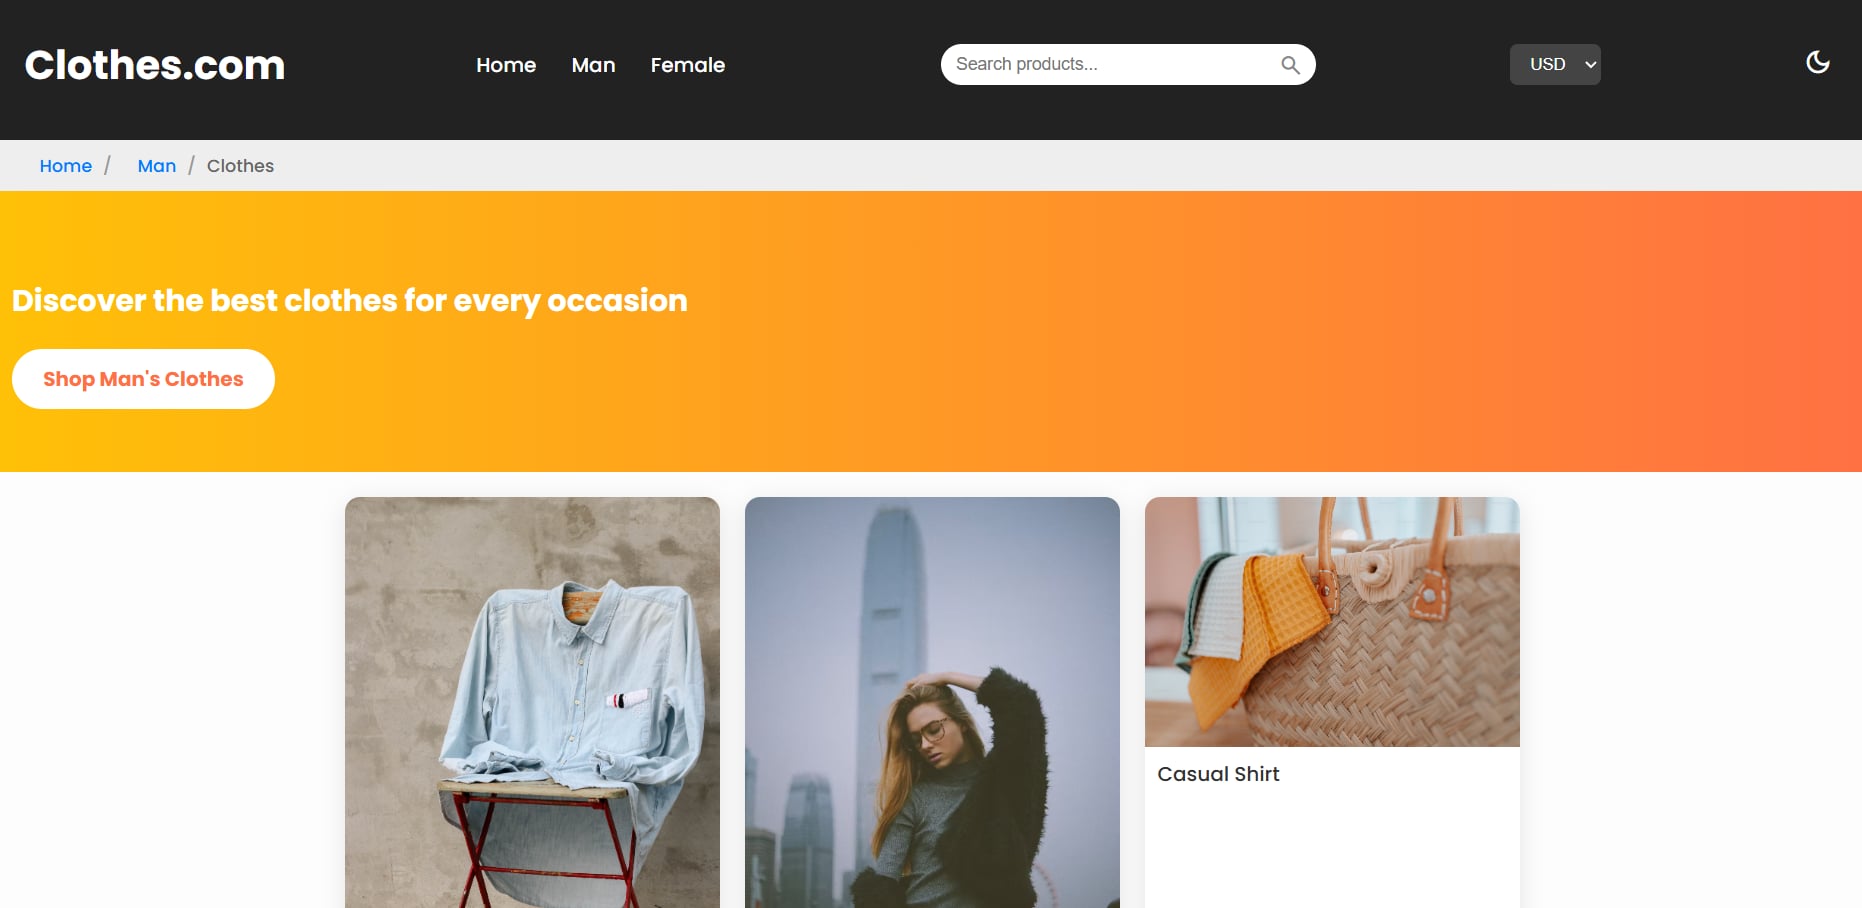 Clothes.com
Home Man Female
Search products...
USD
Home / Man / Clothes
Discover the best clothes for every occasion
Shop Man's Clothes
Casual Shirt